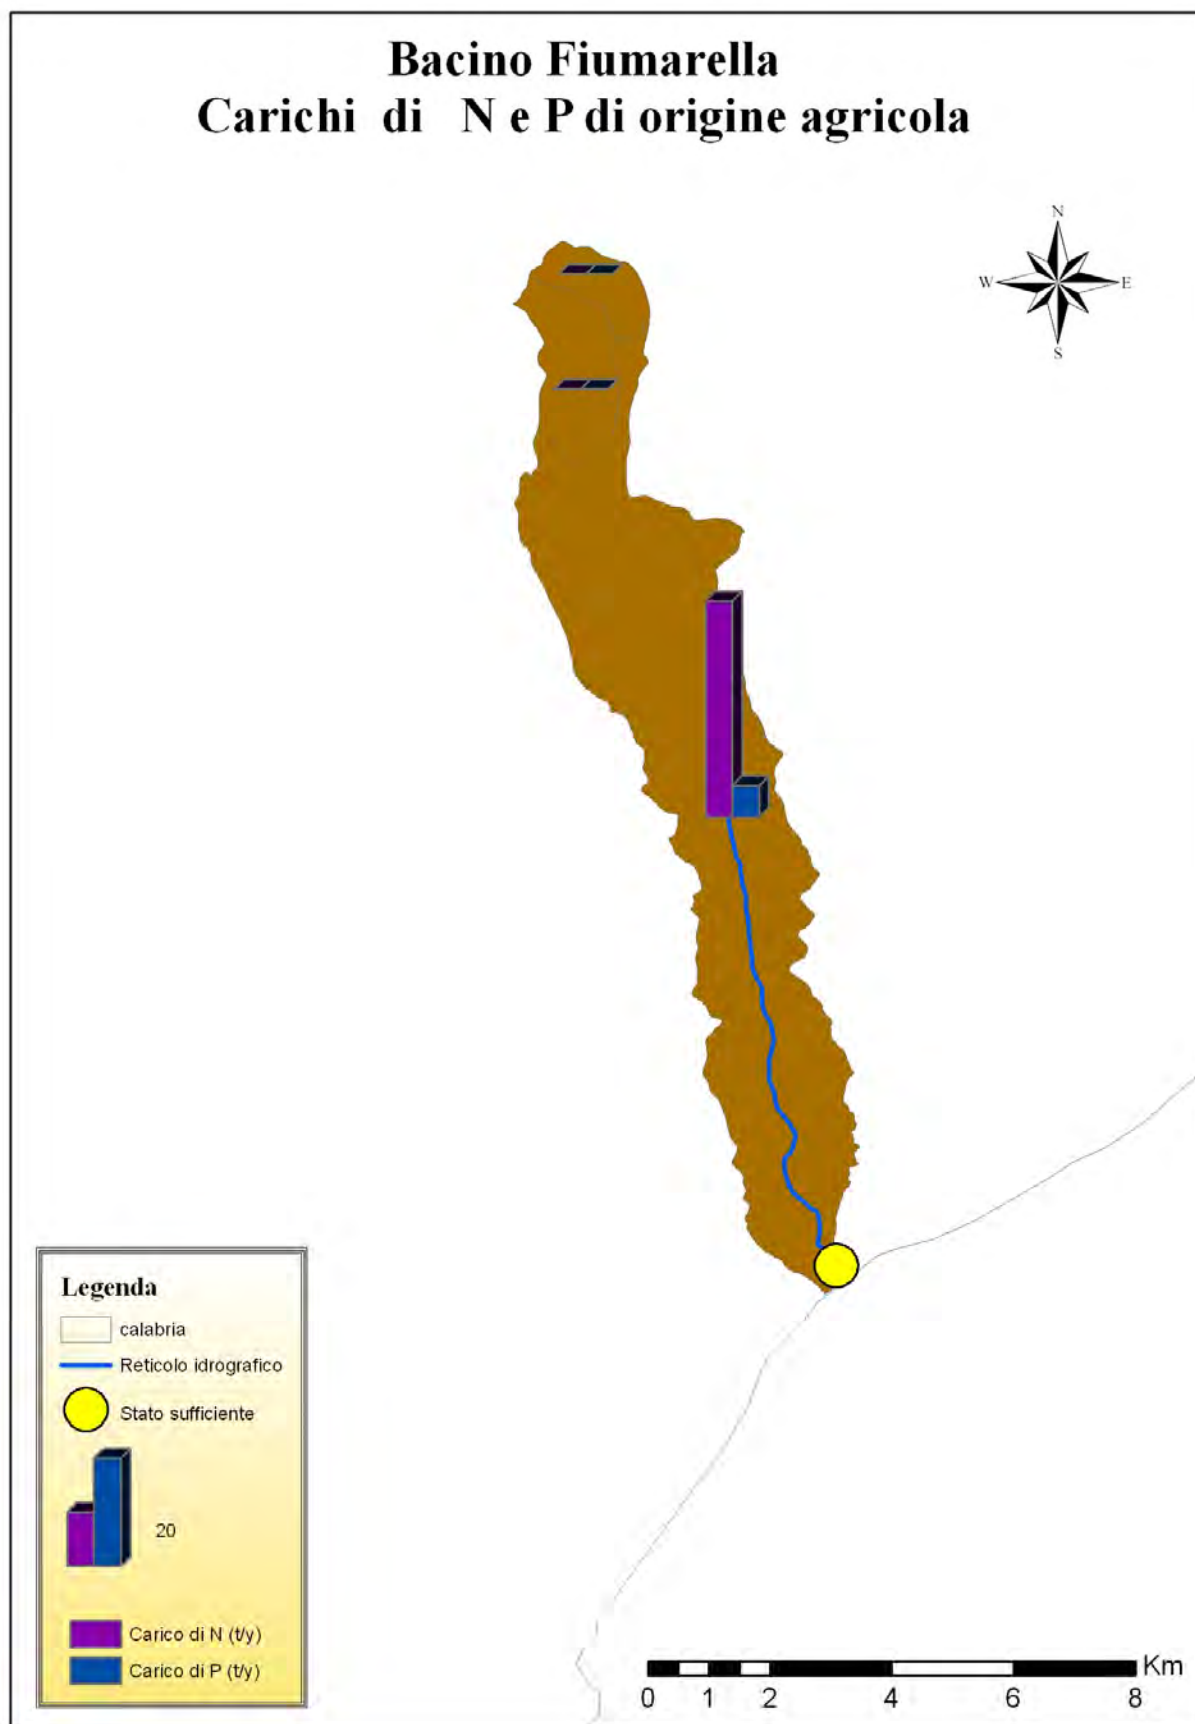 Bacino Fiumarella
Carichi di N e P di origine agricola
N
W
E
S
Legenda
calabria
Reticolo idrografico
Stato sufficiente
20
Carico di N (t/y)
Carico di P (t/y)
Km
0 1 2 4 6 8